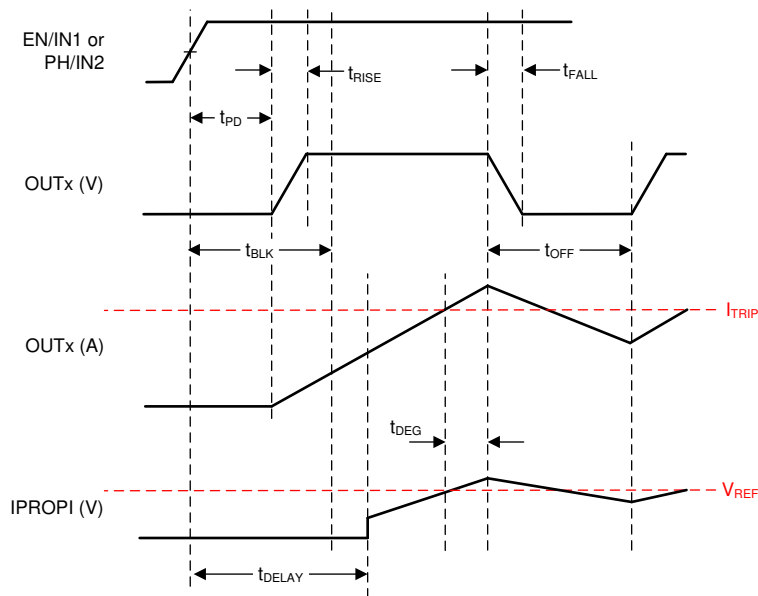 EN/IN1 or
PH/IN2
tRISE
tFALL
tPD
OUTx (V)
tBLK
tOFF
ITRIP
OUTx (A)
tDEG
VREF
IPROPI (V)
tDELAY